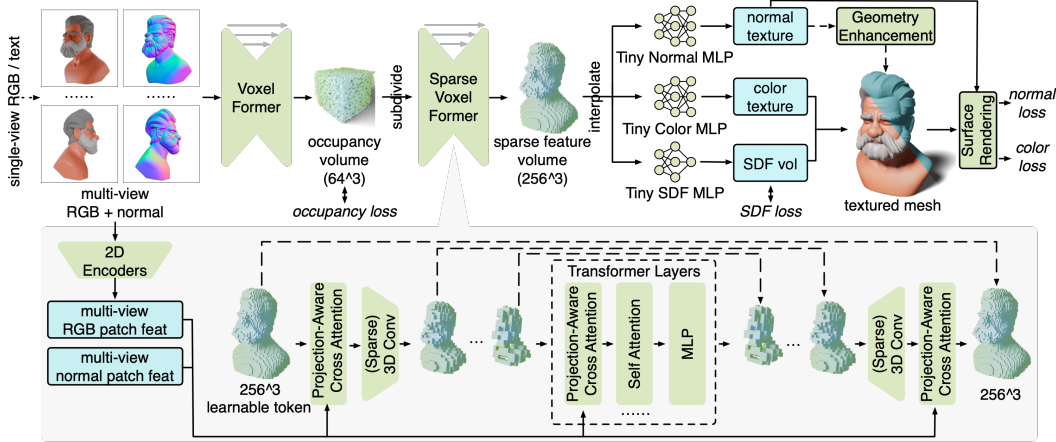 single-view RGB / text
......
multi-view
RGB + normal
Voxel
Former
occupancy
volume
(64^3)
occupancy loss
subdivide
Sparse
Voxel
Former
sparse feature
volume
(256^3)
interpolate
Tiny Normal MLP
Tiny Color MLP
Tiny SDF MLP
normal
texture
color
texture
SDF vol
SDF loss
Geometry
Enhancement
textured mesh
Surface
Rendering
normal
loss
color
loss
2D
Encoders
multi-view
RGB patch feat
multi-view
normal patch feat
256^3
learnable token
Projection-Aware
Cross Attention
(Sparse)
3D Conv
...
Transformer Layers
Projection-Aware
Cross Attention
Self Attention
MLP
......
...
(Sparse)
3D Conv
Projection-Aware
Cross Attention
256^3